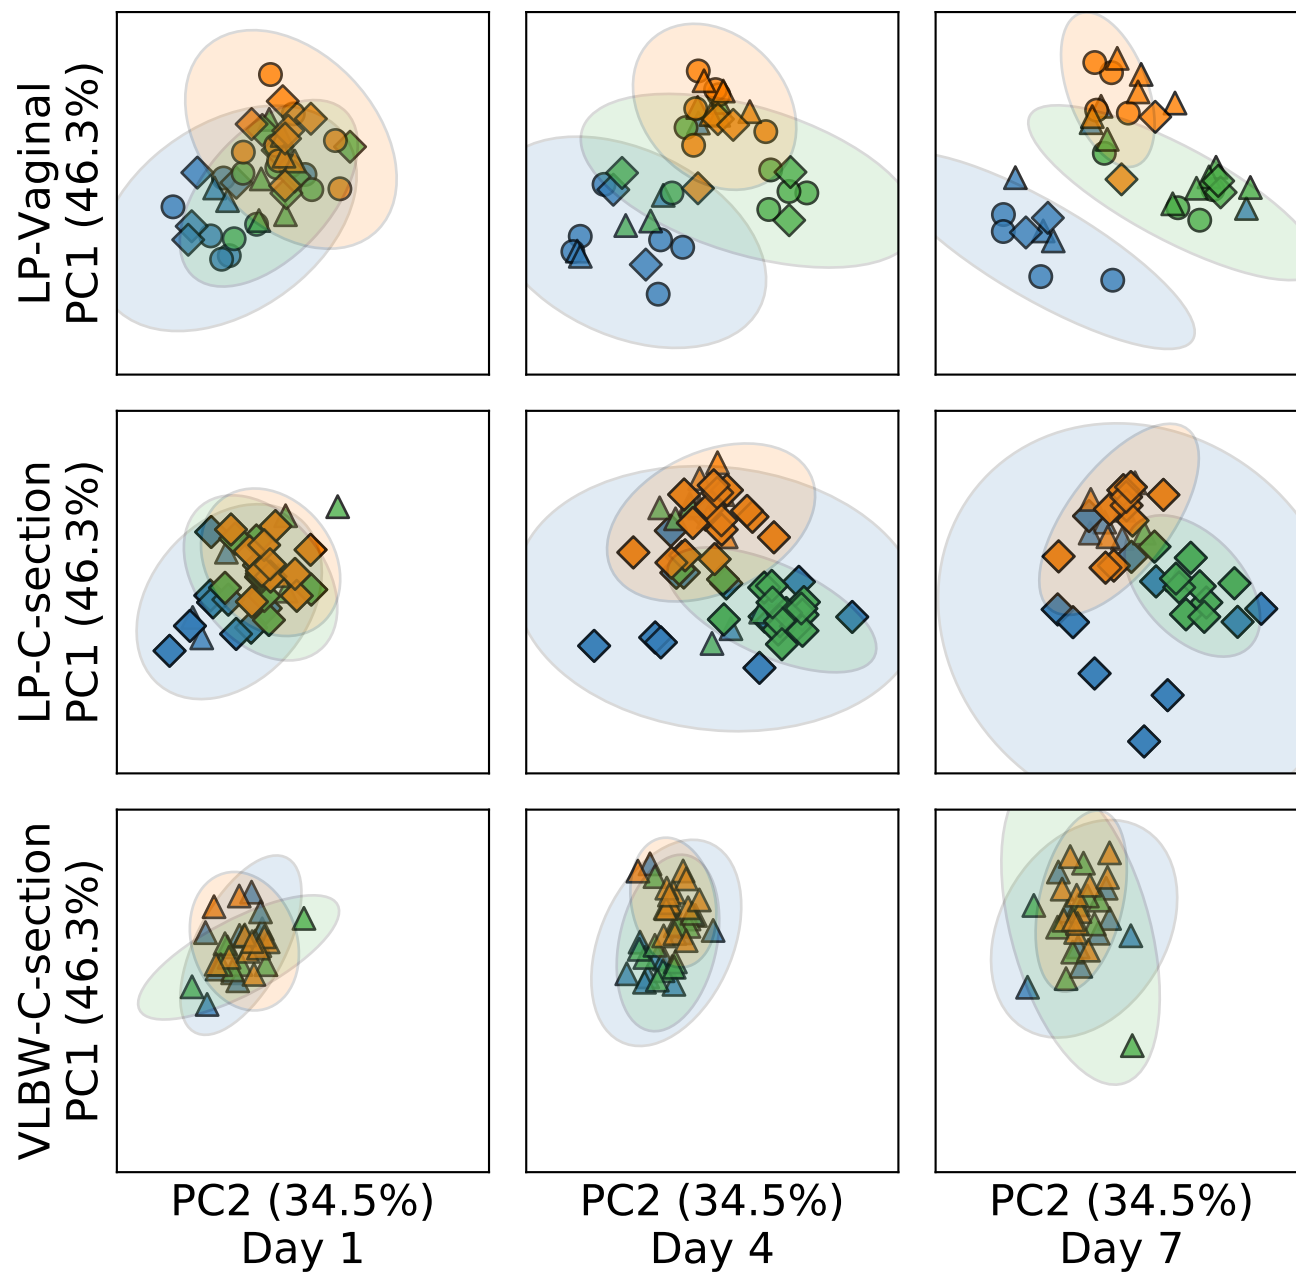 LP-Vaginal
PC1 (46.3%)
LP-C-section
PC1 (46.3%)
VLBW-C-section
PC1 (46.3%)
PC2 (34.5%)
Day 1
PC2 (34.5%)
Day 4
PC2 (34.5%)
Day 7